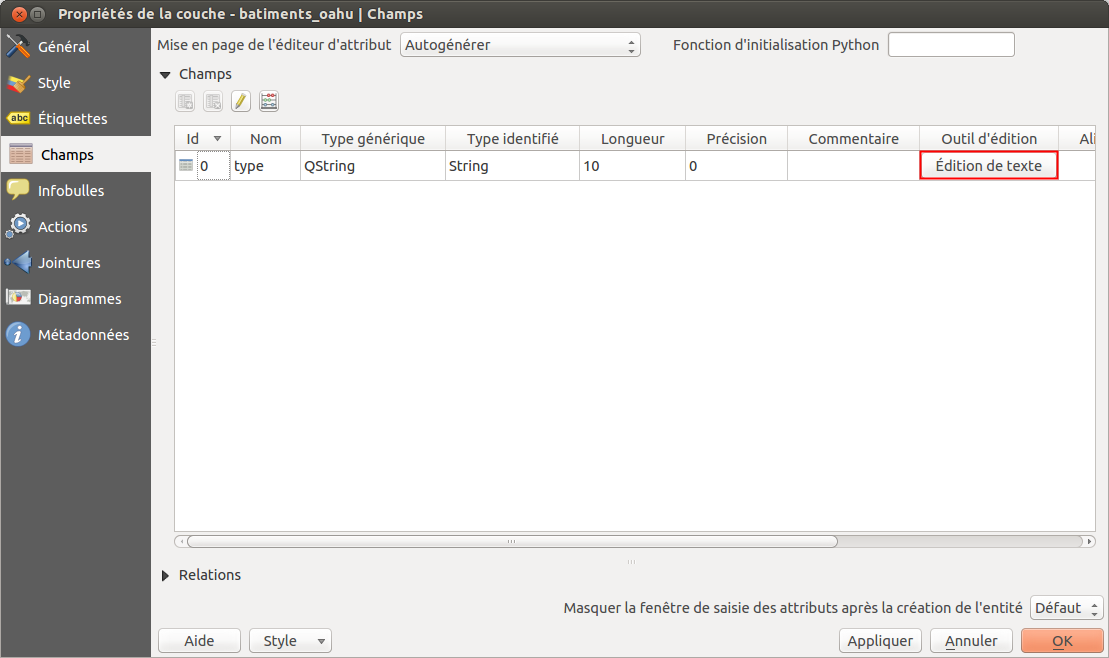 Propriétés de la couche - batiments_oahu | Champs
Général
Style
abc Étiquettes
Champs
Infobulles
Actions
Jointures
Diagrammes
i Métadonnées
Mise en page de l'éditeur d'attribut Autogénérer Fonction d'initialisation Python
Champs
Id Nom Type générique Type identifié Longueur Précision Commentaire Outil d'édition Ali
0 type QString String 10 0 Édition de texte
Relations
Masquer la fenêtre de saisie des attributs après la création de l'entité Défaut
Aide Style Appliquer Annuler OK